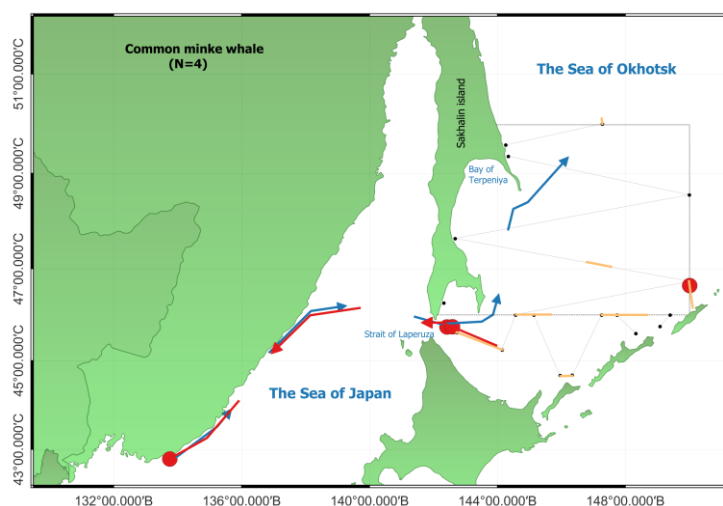 Common minke whale
(N=4)
The Sea of Okhotsk
Sakhalin island
Bay of
Terpeniya
Strait of Laperuza
The Sea of Japan
51°00.000'C
49°00.000'C
47°00.000'C
45°00.000'C
43°00.000'C
132°00.000'B
136°00.000'B
140°00.000'B
144°00.000'B
148°00.000'B